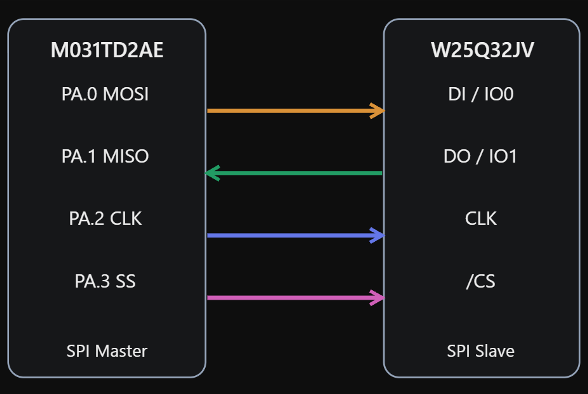 M031TD2AE
PA.0 MOSI
PA.1 MISO
PA.2 CLK
PA.3 SS
SPI Master
W25Q32JV
DI / IO0
DO / IO1
CLK
/CS
SPI Slave